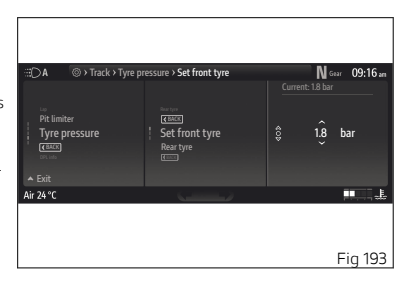 A > Track > Tyre pressure > Set front tyre N Gear 09:16 am
Current: 1.8 bar
Lap
Pit limiter
Tyre pressure
BACK
Exit
Rear tyre
BACK
Set front tyre
Rear tyre
BACK
1.8 bar
Air 24 °C
Fig 193